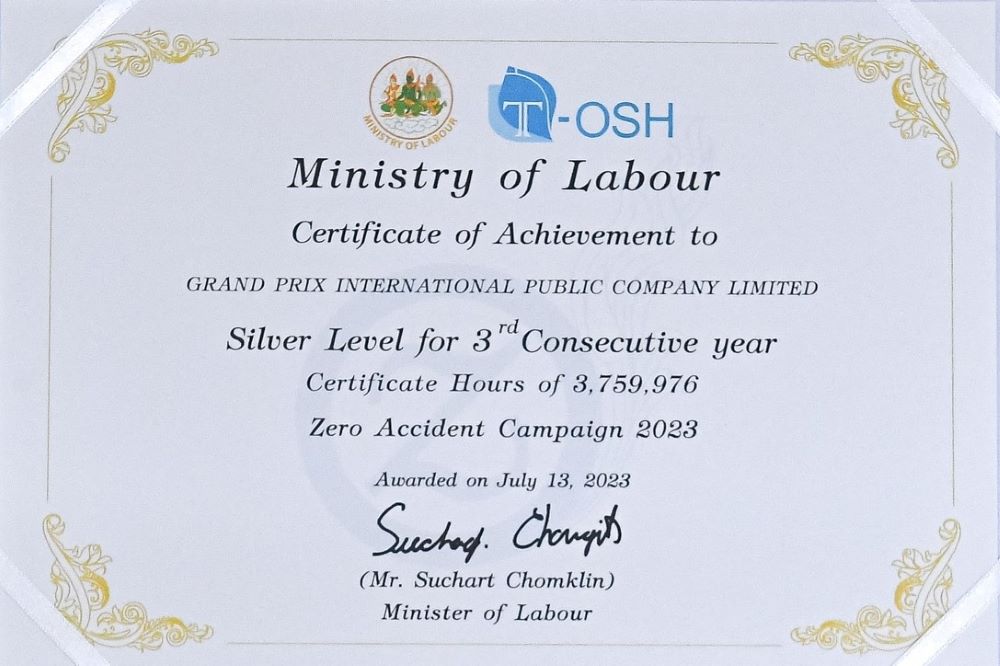 MINISTRY OF LABOUR
T-OSH
Ministry of Labour
Certificate of Achievement to
GRAND PRIX INTERNATIONAL PUBLIC COMPANY LIMITED
Silver Level for 3rd Consecutive year
Certificate Hours of 3,759,976
Zero Accident Campaign 2023
Awarded on July 13, 2023
(Mr. Suchart Chomklin)
Minister of Labour